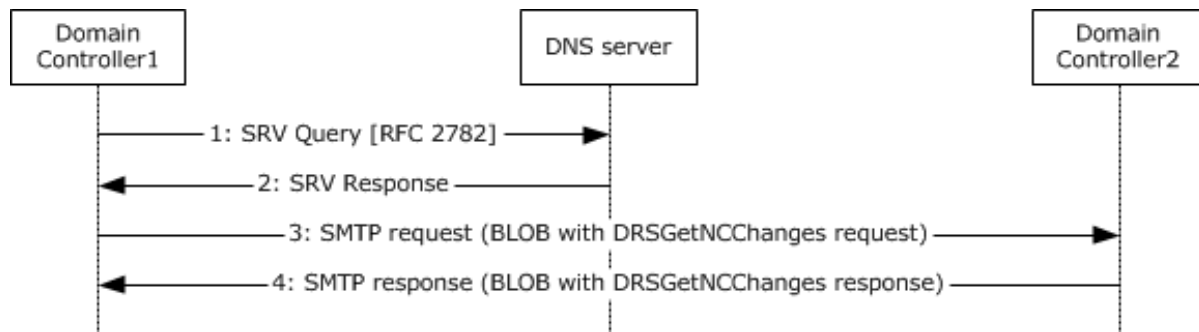 Domain
Controller1
DNS server
Domain
Controller2
1: SRV Query [RFC 2782]
2: SRV Response
3: SMTP request (BLOB with DRSGetNCChanges request)
4: SMTP response (BLOB with DRSGetNCChanges response)